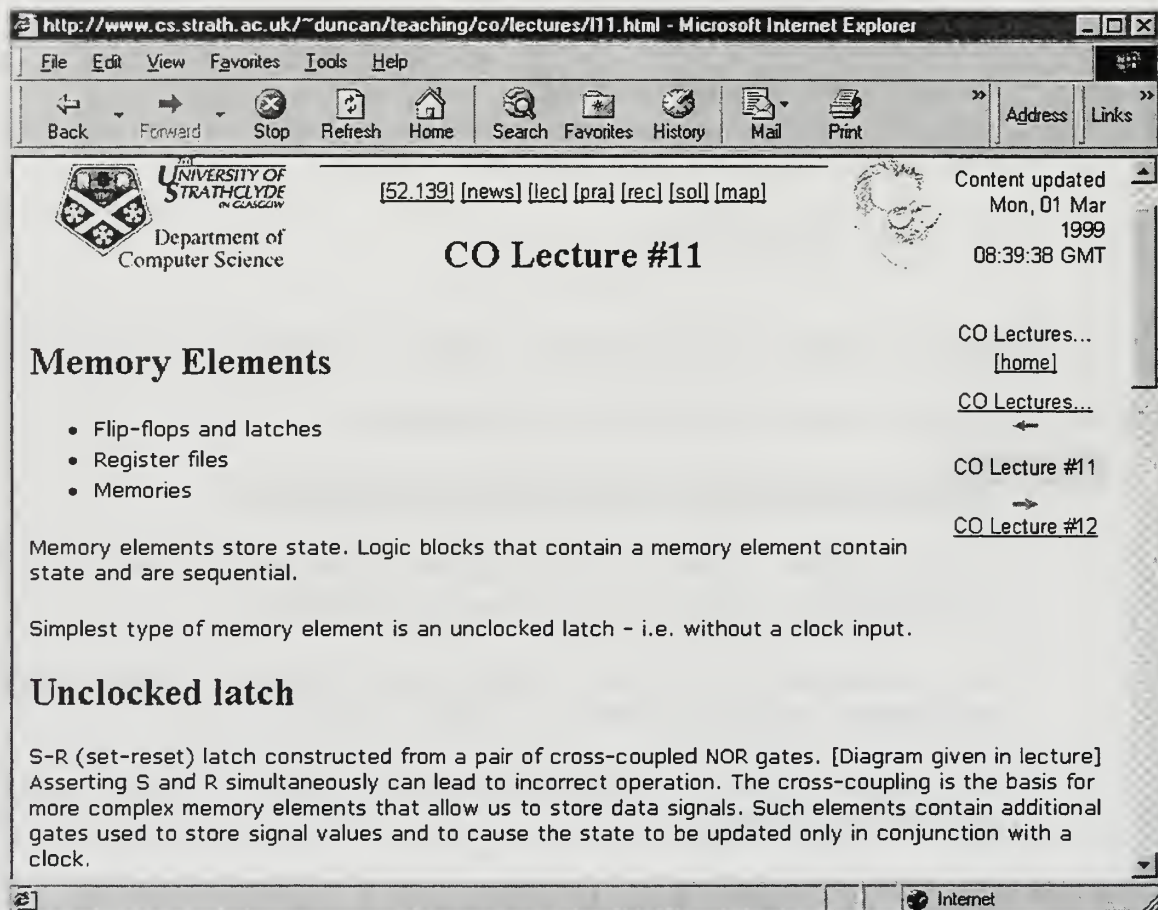 http://www.cs.strath.ac.uk/~duncan/teaching/co/lectures/l11.html - Microsoft Internet Explorer
File Edit View Favorites Tools Help
Back Forward Stop Refresh Home Search Favorites History Mail Print » Address Links »
THE
UNIVERSITY OF
STRATHCLYDE
IN GLASGOW
Department of
Computer Science
[52.139] [news] [lec] [pra] [rec] [sol] [map]
CO Lecture #11
Content updated
Mon, 01 Mar
1999
08:39:38 GMT
CO Lectures...
[home]
CO Lectures...
CO Lecture #11
CO Lecture #12
Memory Elements
• Flip-flops and latches
• Register files
• Memories
Memory elements store state. Logic blocks that contain a memory element contain
state and are sequential.
Simplest type of memory element is an unclocked latch - i.e. without a clock input.
Unclocked latch
S-R (set-reset) latch constructed from a pair of cross-coupled NOR gates. [Diagram given in lecture]
Asserting S and R simultaneously can lead to incorrect operation. The cross-coupling is the basis for
more complex memory elements that allow us to store data signals. Such elements contain additional
gates used to store signal values and to cause the state to be updated only in conjunction with a
clock.
Internet